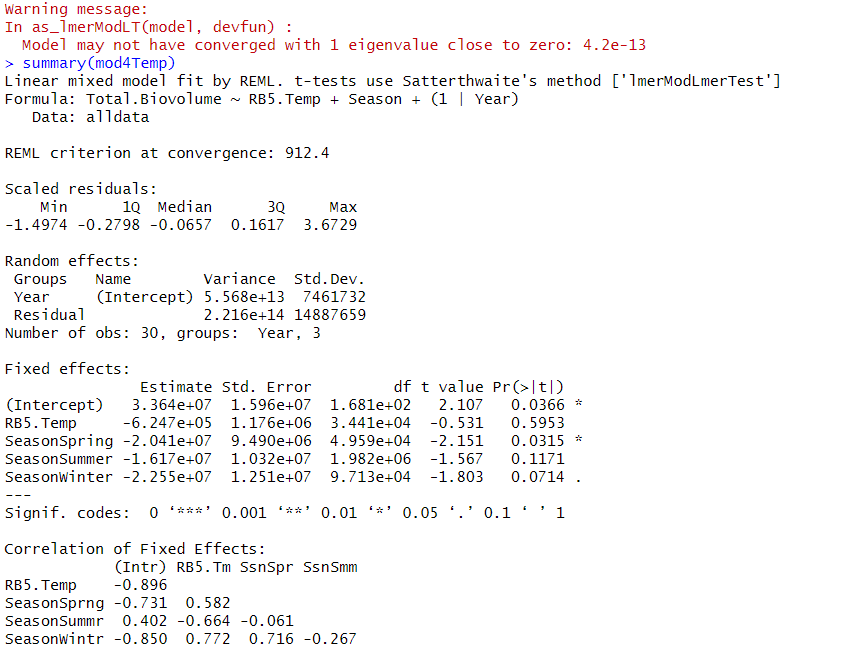 Warning message:
In as_lmerModLT(model, devfun) :
  Model may not have converged with 1 eigenvalue close to zero: 4.2e-13
> summary(mod4Temp)
Linear mixed model fit by REML. t-tests use Satterthwaite's method ['lmerModLmerTest']
Formula: Total.Biovolume ~ RB5.Temp + Season + (1 | Year)
   Data: alldata

REML criterion at convergence: 912.4

Scaled residuals:
    Min      1Q  Median      3Q     Max
-1.4974 -0.2798 -0.0657  0.1617  3.6729

Random effects:
 Groups   Name        Variance  Std.Dev.
 Year     (Intercept) 5.568e+13  7461732
 Residual             2.216e+14 14887659
Number of obs: 30, groups:  Year, 3

Fixed effects:
               Estimate Std. Error         df t value Pr(>|t|)
(Intercept)   3.364e+07  1.596e+07  1.681e+02   2.107   0.0366 *
RB5.Temp     -6.247e+05  1.176e+06  3.441e+04  -0.531   0.5953
SeasonSpring -2.041e+07  9.490e+06  4.959e+04  -2.151   0.0315 *
SeasonSummer -1.617e+07  1.032e+07  1.982e+06  -1.567   0.1171
SeasonWinter -2.255e+07  1.251e+07  9.713e+04  -1.803   0.0714 .
---
Signif. codes:  0 ‘***’ 0.001 ‘**’ 0.01 ‘*’ 0.05 ‘.’ 0.1 ‘ ’ 1

Correlation of Fixed Effects:
            (Intr) RB5.Tm SsnSpr SsnSmm
RB5.Temp    -0.896
SeasonSprng -0.731  0.582
SeasonSummr  0.402 -0.664 -0.061
SeasonWintr -0.850  0.772  0.716 -0.267